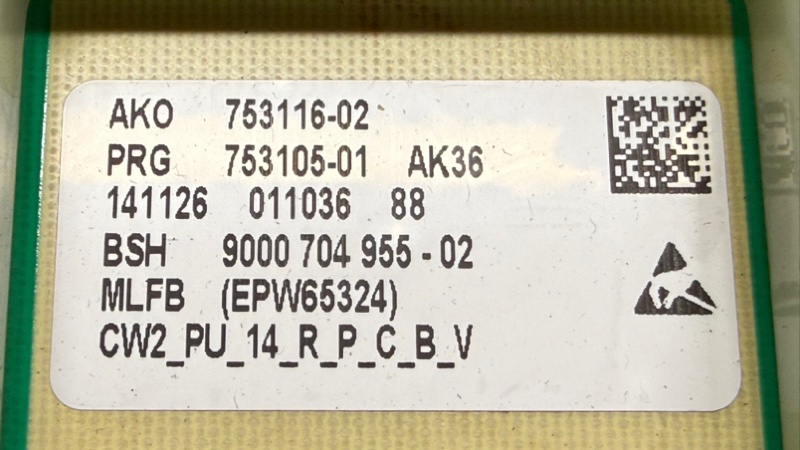 AKO 753116-02
PRG 753105-01 AK36
141126 011036 88
BSH 9000 704 955 - 02
MLFB (EPW65324)
CW2_PU_14_R_P_C_B_V